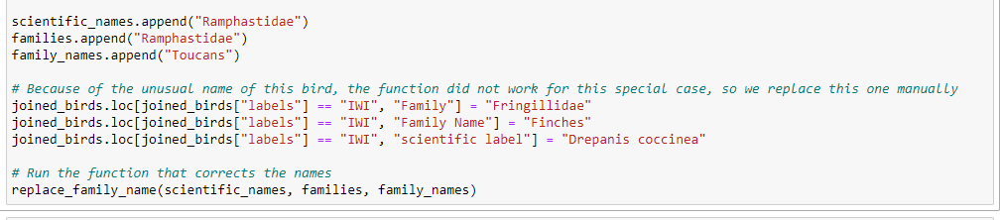 scientific_names.append("Ramphastidae")
families.append("Ramphastidae")
family_names.append("Toucans")
# Because of the unusual name of this bird, the function did not work for this special case, so we replace this one manually
joined_birds.loc[joined_birds["labels"] == "IWI", "Family"] = "Fringillidae"
joined_birds.loc[joined_birds["labels"] == "IWI", "Family Name"] = "Finches"
joined_birds.loc[joined_birds["labels"] == "IWI", "scientific label"] = "Drepanis coccinea"
# Run the function that corrects the names
replace_family_name(scientific_names, families, family_names)